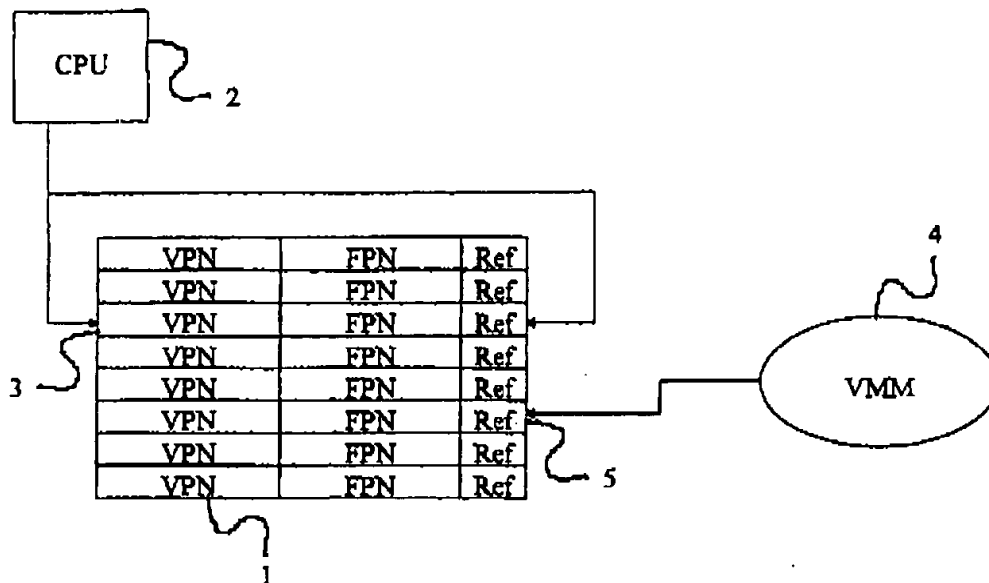 CPU
2
4
VPN FPN Ref
VPN FPN Ref
VPN FPN Ref
VPN FPN Ref
VPN FPN Ref
VPN FPN Ref
VPN FPN Ref
VPN FPN Ref
3
VMM
5
1